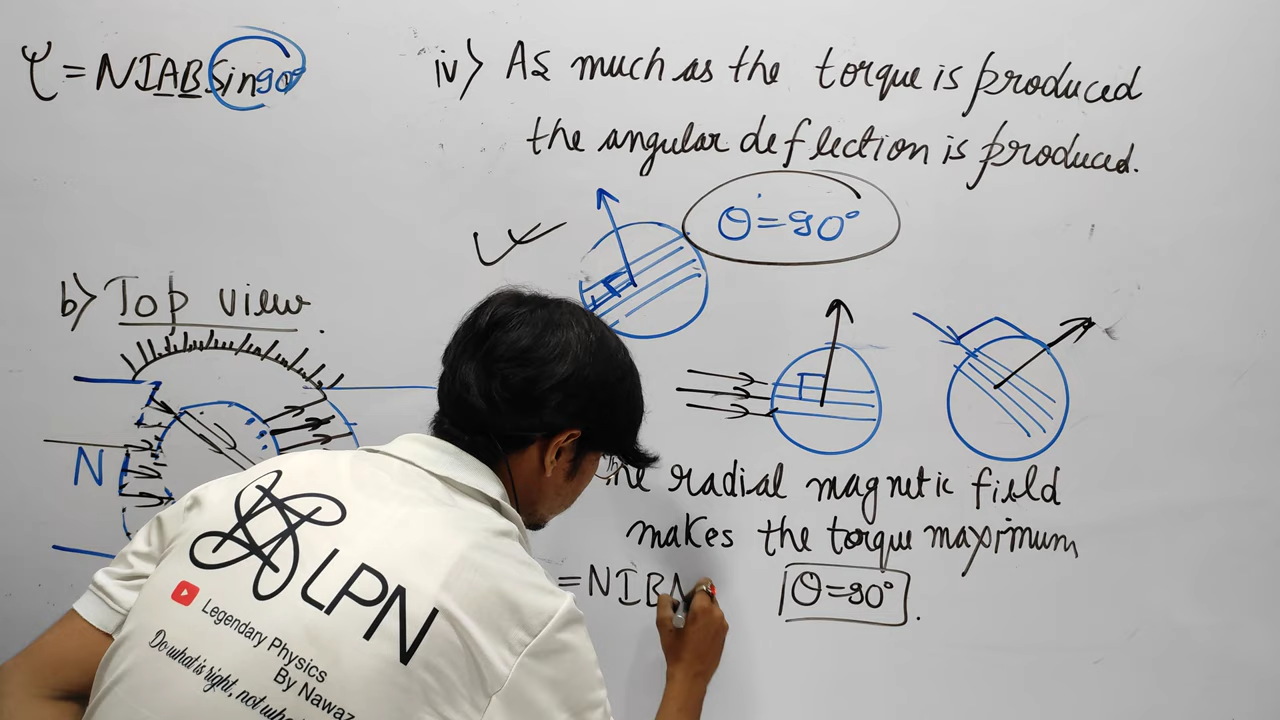 τ = NIABsin90°
iv) As much as the torque is produced
the angular deflection is produced.
θ=90°
b) Top view.
N
The radial magnetic field
makes the torque maximum
=NIBA
θ=90°.
LPN
Legendary Physics
By Nawaz
Do what is right, not what